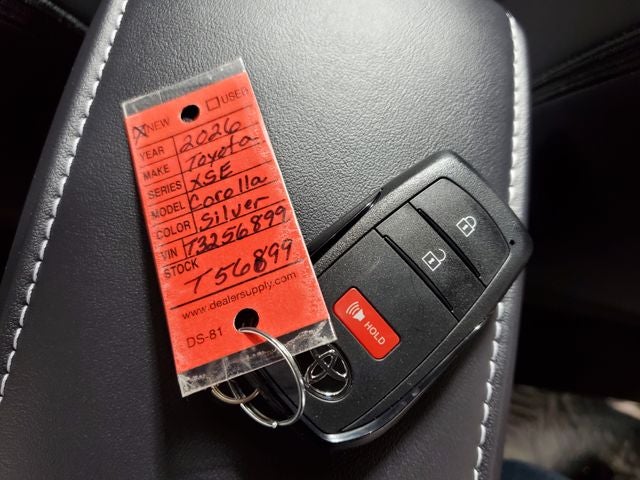 ☒ NEW ☐ USED
YEAR 2026
MAKE Toyota
SERIES XSE
MODEL Corolla
COLOR Silver
VIN T3256899
STOCK
T56899
www.dealersupply.com
DS-81
HOLD